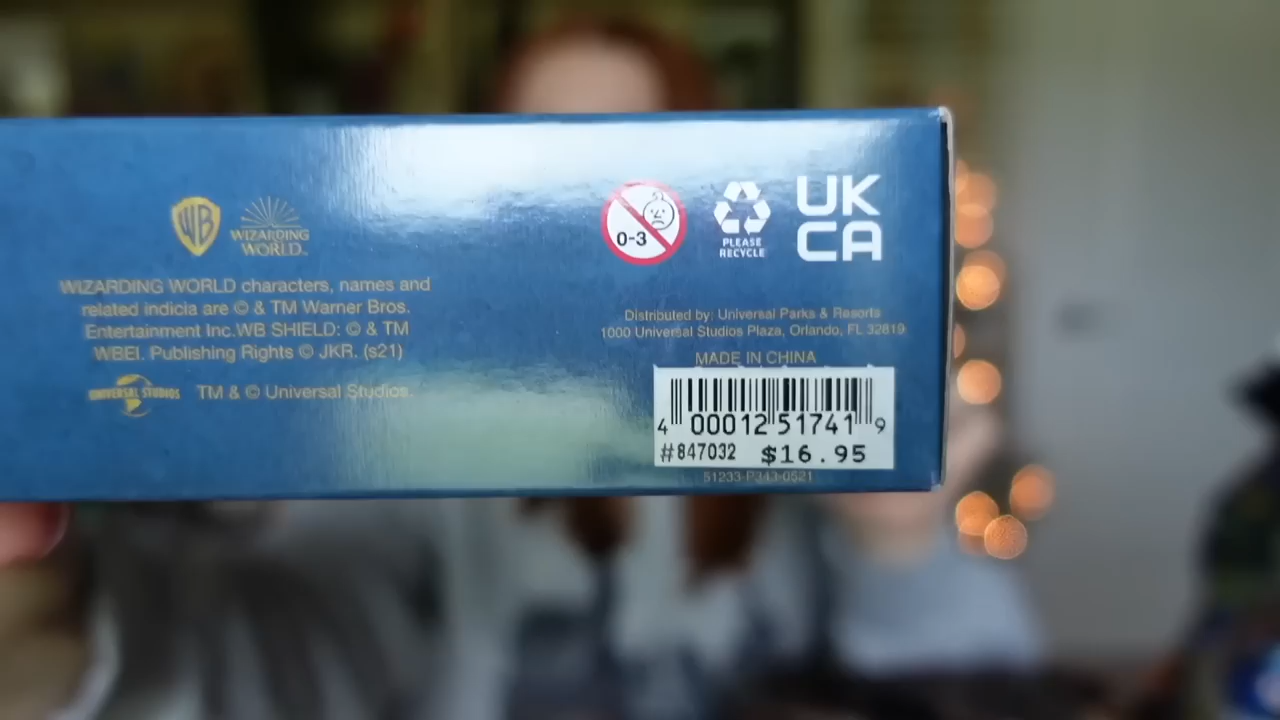 WB
WIZARDING
WORLD™
WIZARDING WORLD characters, names and
related indicia are © & TM Warner Bros.
Entertainment Inc.WB SHIELD: © & TM
WBEI. Publishing Rights © JKR. (s21)
UNIVERSAL STUDIOS
TM & © Universal Studios.
0-3
PLEASE
RECYCLE
UK
CA
Distributed by: Universal Parks & Resorts
1000 Universal Studios Plaza, Orlando, FL 32819
MADE IN CHINA
4 00012 51741 9
#847032 $16.95
51233-P343-0521